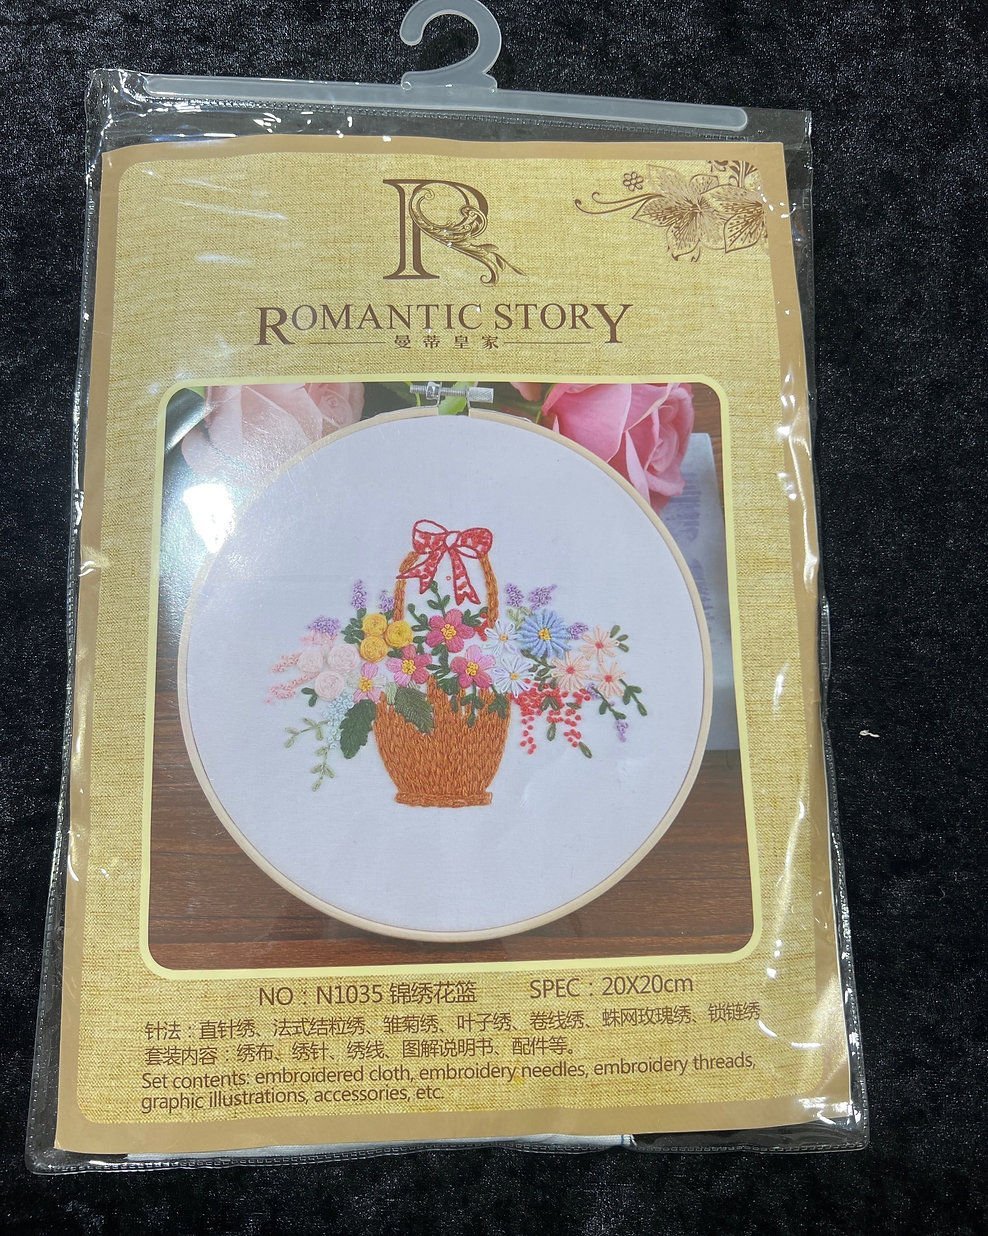 R
ROMANTIC STORY
曼蒂皇家
NO：N1035 锦绣花篮 SPEC：20X20cm
针法：直针绣、法式结粒绣、雏菊绣、叶子绣、卷线绣、蛛网玫瑰绣、锁链绣
套装内容：绣布、绣针、绣线、图解说明书、配件等。
Set contents: embroidered cloth, embroidery needles, embroidery threads,
graphic illustrations, accessories, etc.